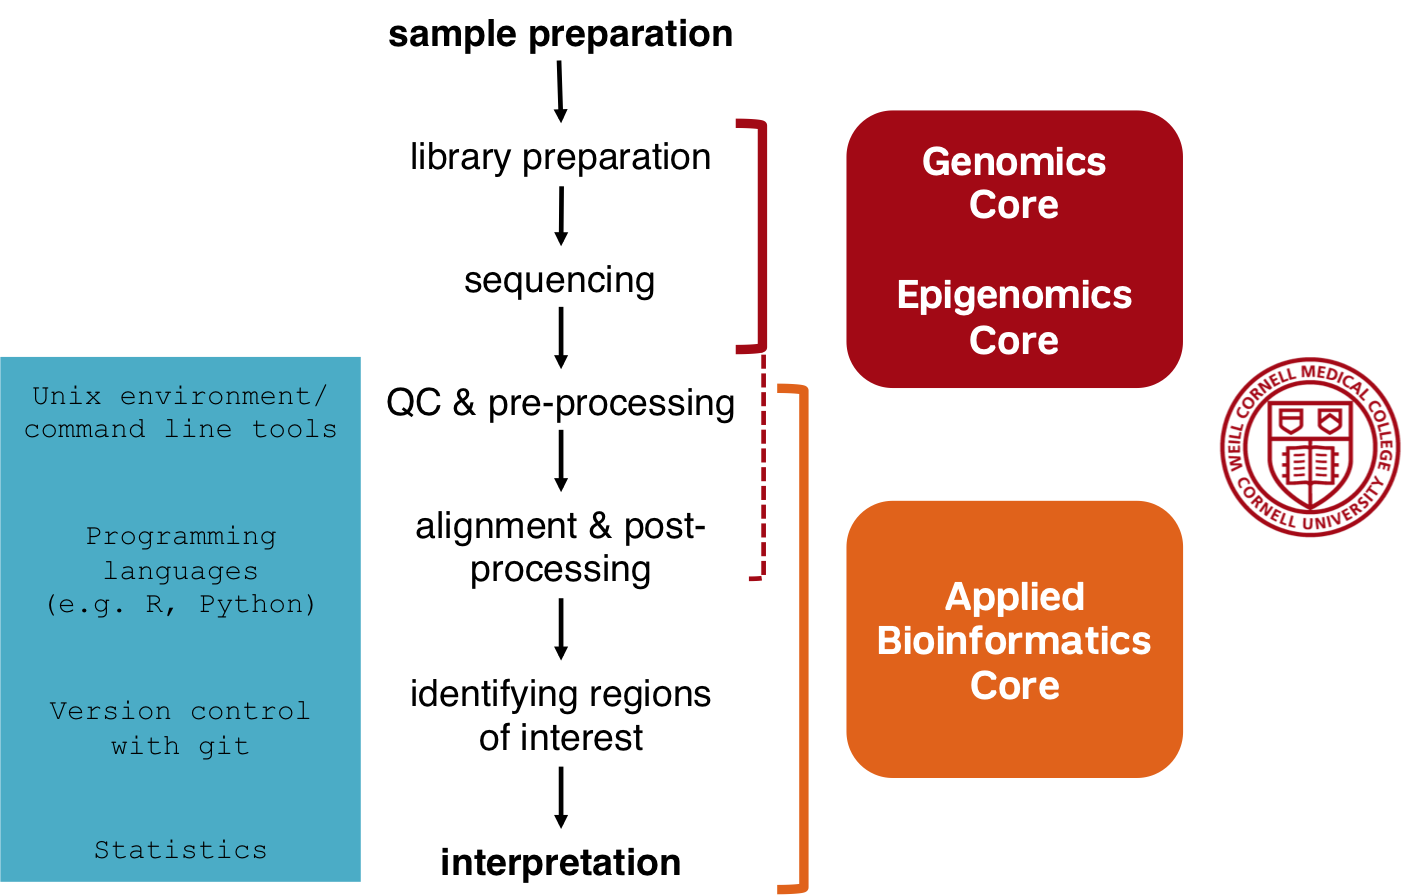 sample preparation
library preparation
sequencing
QC & pre-processing
alignment & post-
processing
identifying regions
of interest
interpretation
Unix environment/
command line tools
Programming
languages
(e.g. R, Python)
Version control
with git
Statistics
Genomics
Core
Epigenomics
Core
Applied
Bioinformatics
Core
WEILL CORNELL MEDICAL COLLEGE
CORNELL UNIVERSITY